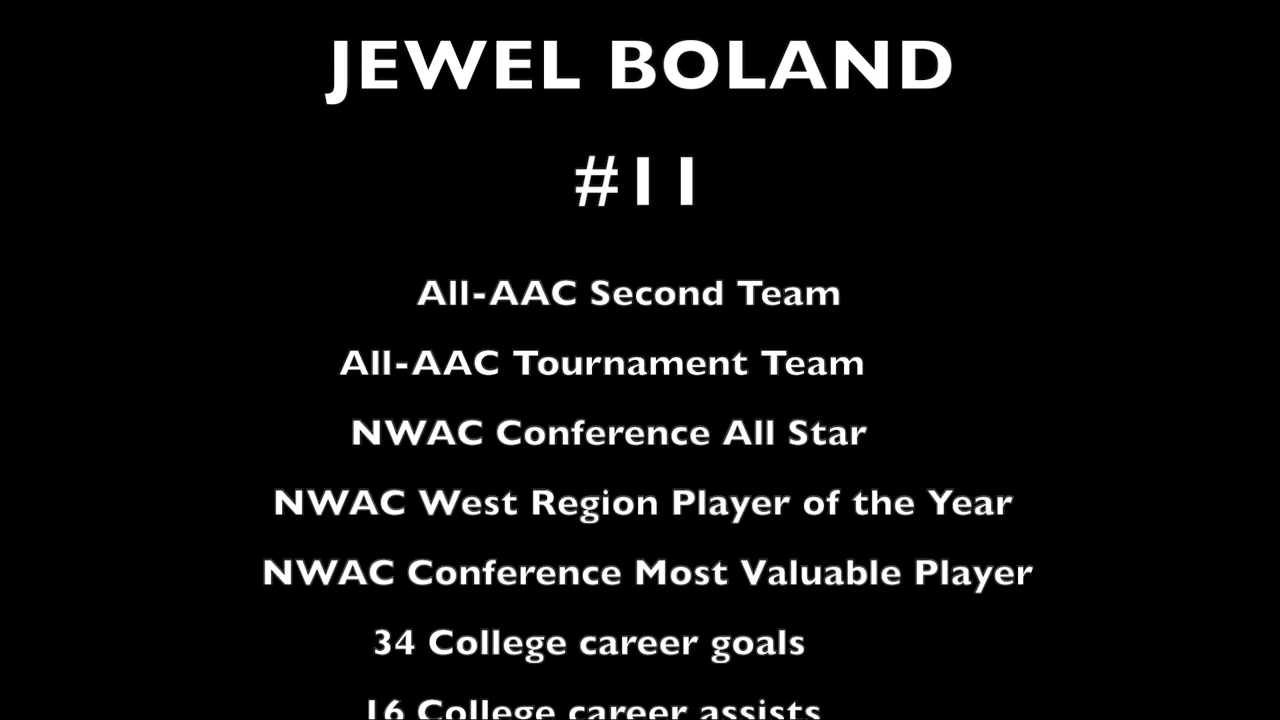 JEWEL BOLAND
#11
All-AAC Second Team
All-AAC Tournament Team
NWAC Conference All Star
NWAC West Region Player of the Year
NWAC Conference Most Valuable Player
34 College career goals
16 College career assists